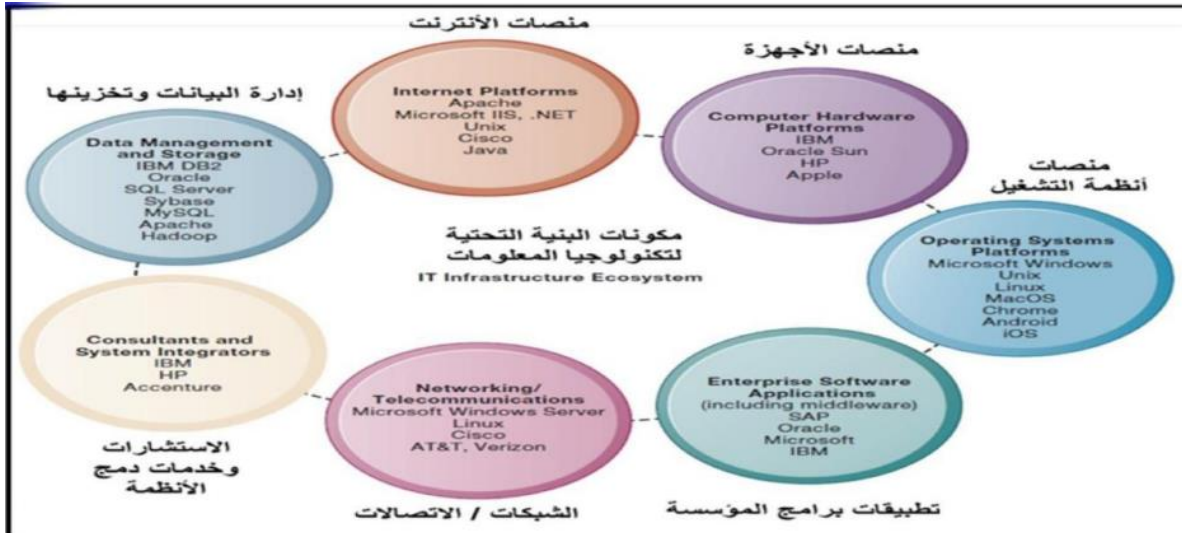 منصات الأنترنت
Internet Platforms
Apache
Microsoft IIS, .NET
Unix
Cisco
Java
منصات الأجهزة
Computer Hardware
Platforms
IBM
Oracle Sun
HP
Apple
منصات
أنظمة التشغيل
Operating Systems
Platforms
Microsoft Windows
Unix
Linux
MacOS
Chrome
Android
iOS
إدارة البيانات وتخزينها
Data Management
and Storage
IBM DB2
Oracle
SQL Server
Sybase
MySQL
Apache
Hadoop
مكونات البنية التحتية
لتكنولوجيا المعلومات
IT Infrastructure Ecosystem
Consultants and
System Integrators
IBM
HP
Accenture
الاستشارات
وخدمات دمج
الأنظمة
Networking/
Telecommunications
Microsoft Windows Server
Linux
Cisco
AT&T, Verizon
الشبكات / الاتصالات
Enterprise Software
Applications
(including middleware)
SAP
Oracle
Microsoft
IBM
تطبيقات برامج المؤسسة